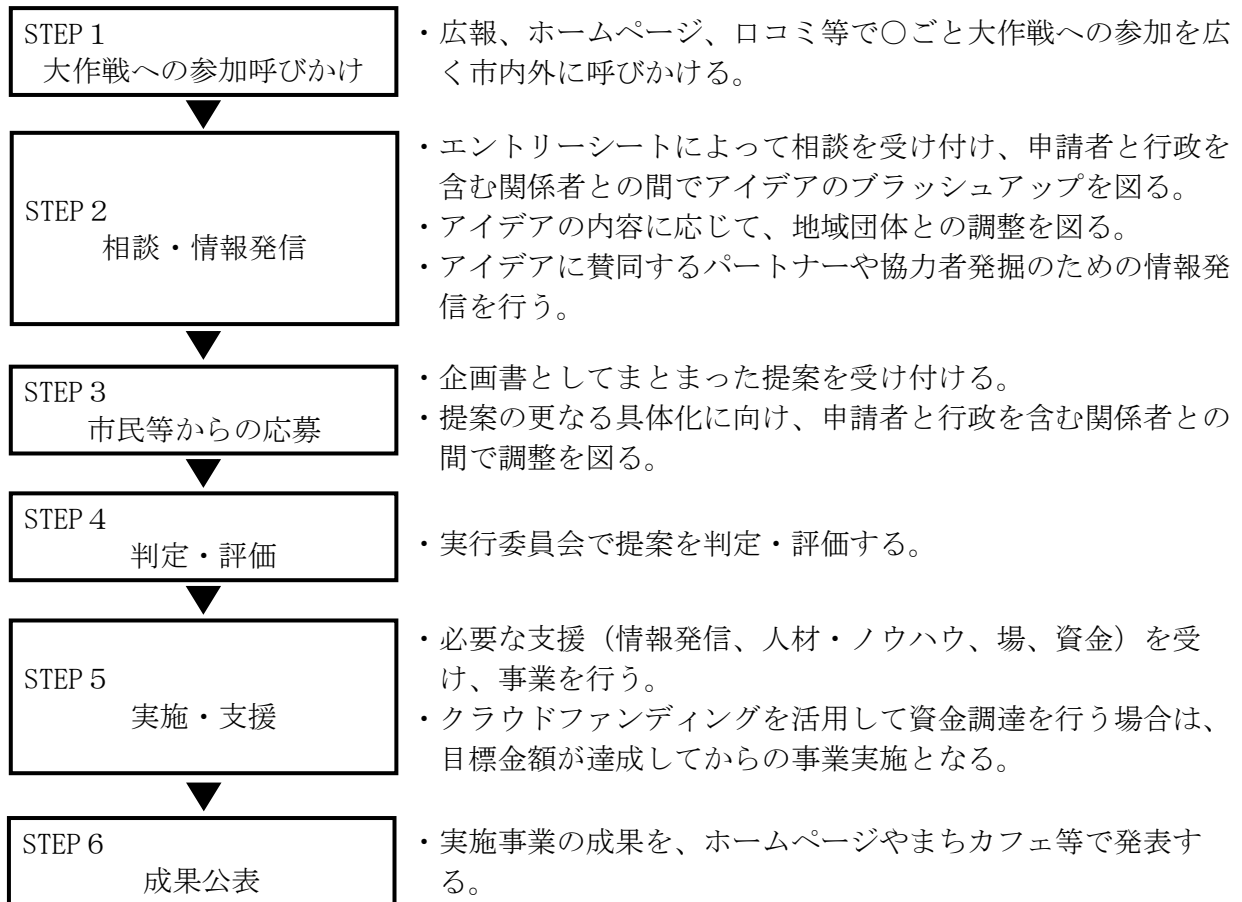 STEP１
大作戦への参加呼びかけ
・広報、ホームページ、口コミ等で○ごと大作戦への参加を広
く市内外に呼びかける。
STEP２
相談・情報発信
・エントリーシートによって相談を受け付け、申請者と行政を
含む関係者との間でアイデアのブラッシュアップを図る。
・アイデアの内容に応じて、地域団体との調整を図る。
・アイデアに賛同するパートナーや協力者発掘のための情報発
信を行う。
STEP３
市民等からの応募
・企画書としてまとまった提案を受け付ける。
・提案の更なる具体化に向け、申請者と行政を含む関係者との
間で調整を図る。
STEP４
判定・評価
・実行委員会で提案を判定・評価する。
STEP５
実施・支援
・必要な支援（情報発信、人材・ノウハウ、場、資金）を受
け、事業を行う。
・クラウドファンディングを活用して資金調達を行う場合は、
目標金額が達成してからの事業実施となる。
STEP６
成果公表
・実施事業の成果を、ホームページやまちカフェ等で発表す
る。